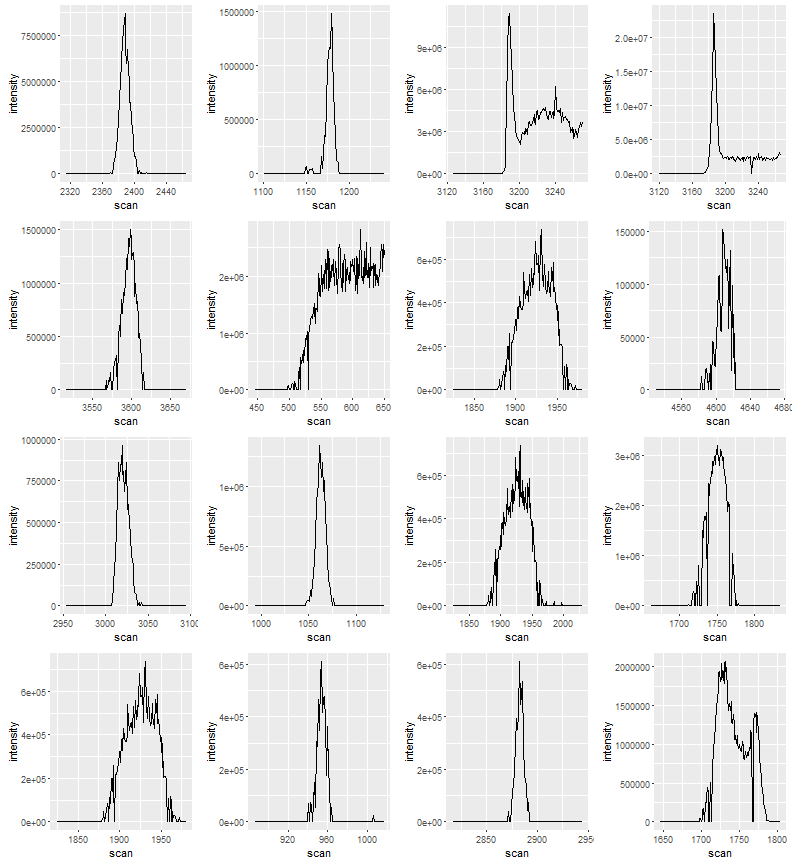 7500000
5000000
2500000
0
intensity
2320 2360 2400 2440
scan
1500000
1000000
500000
0
intensity
1100 1150 1200
scan
9e+06
6e+06
3e+06
0e+00
intensity
3120 3160 3200 3240
scan
2.0e+07
1.5e+07
1.0e+07
5.0e+06
0.0e+00
intensity
3120 3160 3200 3240
scan
1500000
1000000
500000
0
intensity
3550 3600 3650
scan
2e+06
1e+06
0e+00
intensity
450 500 550 600 650
scan
6e+05
4e+05
2e+05
0e+00
intensity
1850 1900 1950
scan
150000
100000
50000
0
intensity
4560 4600 4640 4680
scan
1000000
750000
500000
250000
0
intensity
2950 3000 3050 310
scan
1e+06
5e+05
0e+00
intensity
1000 1050 1100
scan
6e+05
4e+05
2e+05
0e+00
intensity
1850 1900 1950 2000
scan
3e+06
2e+06
1e+06
0e+00
intensity
1700 1750 1800
scan
6e+05
4e+05
2e+05
0e+00
intensity
1850 1900 1950
scan
6e+05
4e+05
2e+05
0e+00
intensity
920 960 1000
scan
6e+05
4e+05
2e+05
0e+00
intensity
2850 2900 295
scan
2000000
1500000
1000000
500000
0
intensity
1650 1700 1750 1800
scan